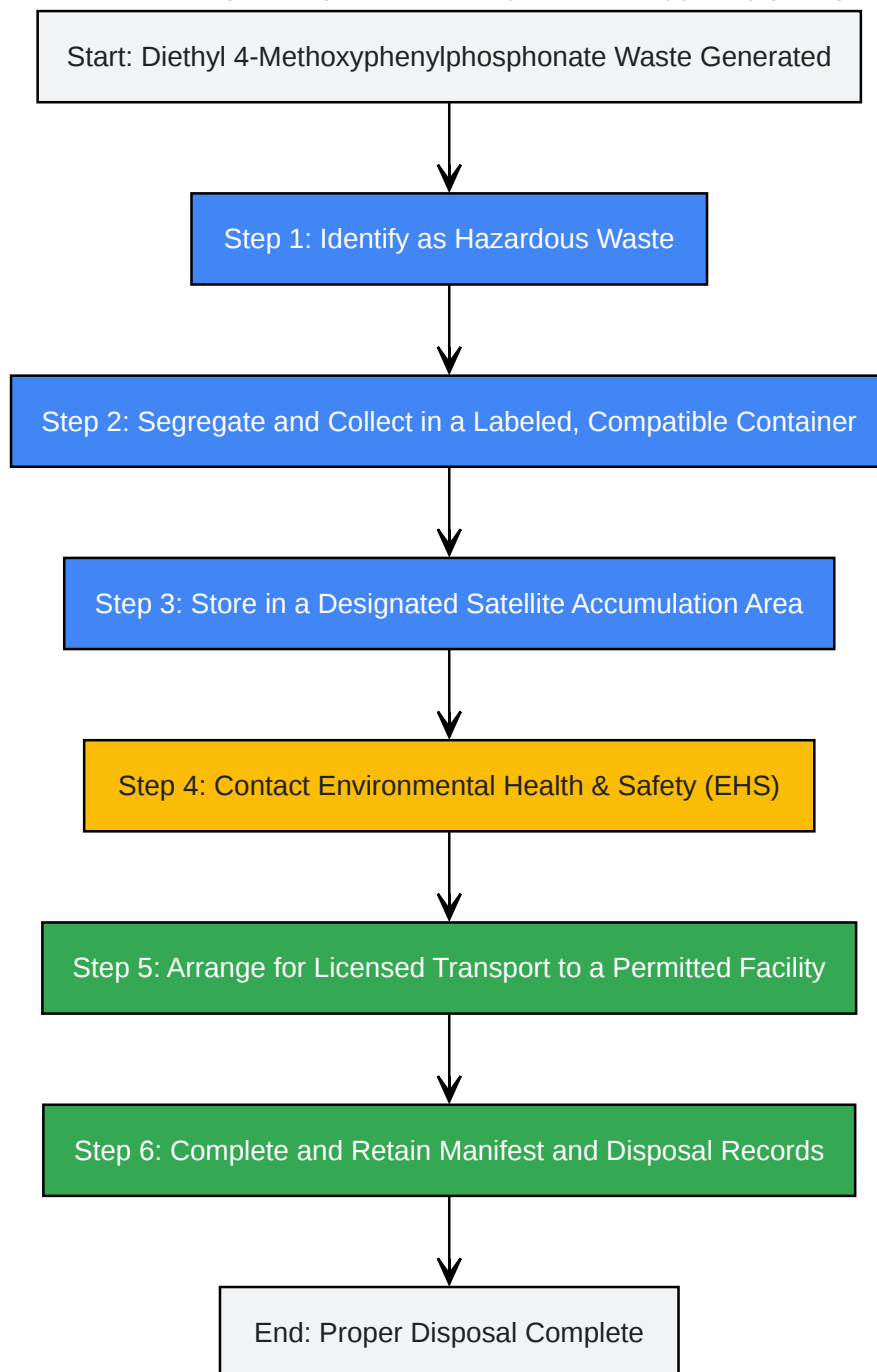 Start: Diethyl 4-Methoxyphenylphosphonate Waste Generated
Step 1: Identify as Hazardous Waste
Step 2: Segregate and Collect in a Labeled, Compatible Container
Step 3: Store in a Designated Satellite Accumulation Area
Step 4: Contact Environmental Health & Safety (EHS)
Step 5: Arrange for Licensed Transport to a Permitted Facility
Step 6: Complete and Retain Manifest and Disposal Records
End: Proper Disposal Complete